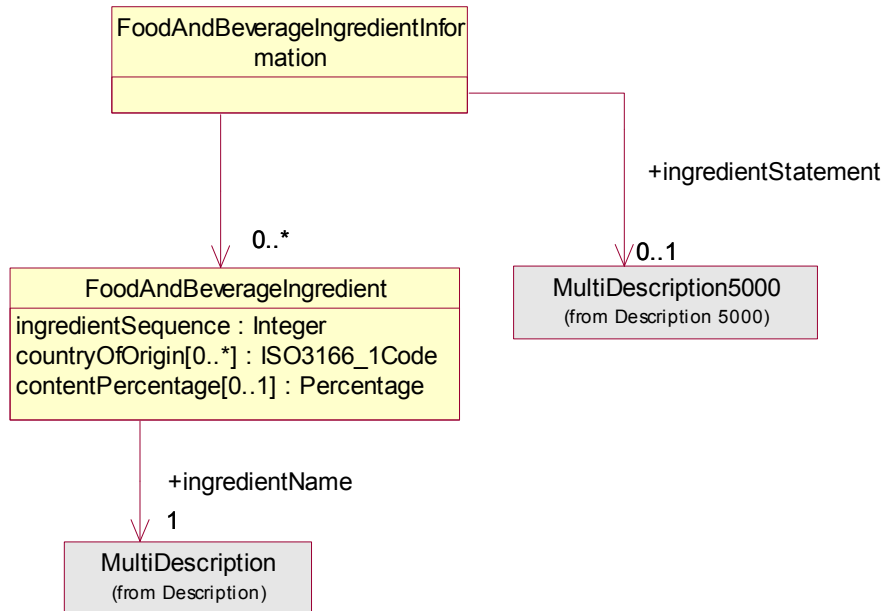 FoodAndBeverageIngredientInfor
mation
+ingredientStatement
0..*
0..1
FoodAndBeverageIngredient
ingredientSequence : Integer
countryOfOrigin[0..*] : ISO3166_1Code
contentPercentage[0..1] : Percentage
MultiDescription5000
(from Description 5000)
+ingredientName
1
MultiDescription
(from Description)